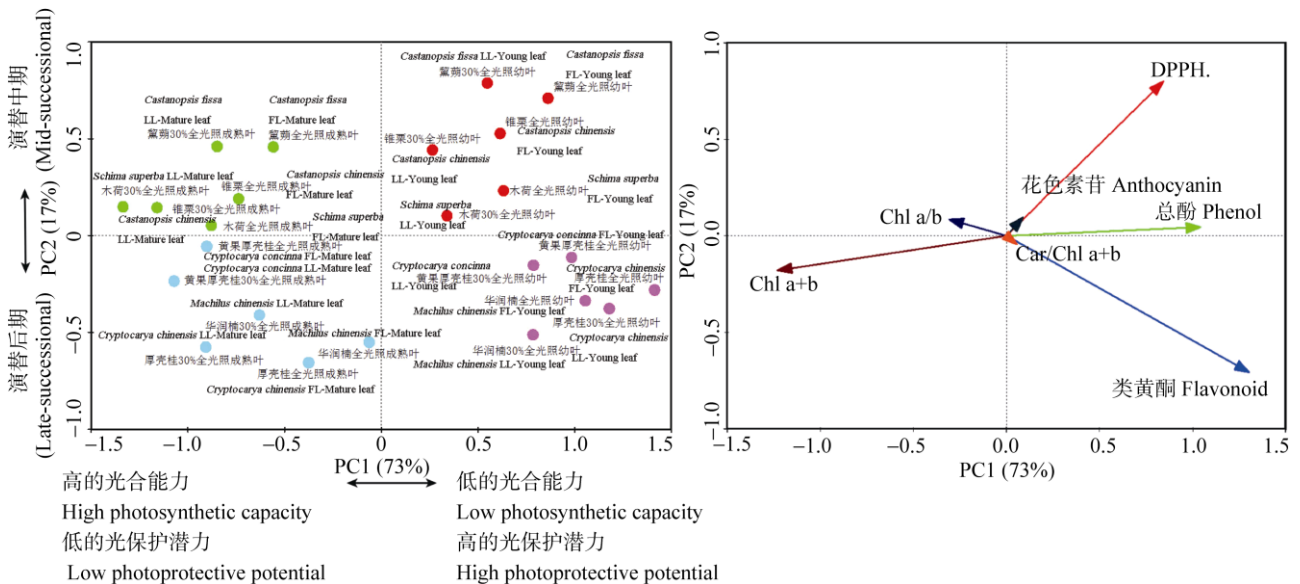 演替中期
(Mid-successional)
PC2 (17%)
演替后期
(Late-successional)
1.0
0.5
0
−0.5
−1.0
Castanopsis fissa LL-Young leaf
黧蒴30%全光照幼叶
Castanopsis fissa
FL-Young leaf
黧蒴全光照幼叶
Castanopsis fissa
LL-Mature leaf
黧蒴30%全光照成熟叶
Castanopsis fissa
FL-Mature leaf
黧蒴全光照成熟叶
锥栗30%全光照幼叶
Castanopsis chinensis
LL-Young leaf
锥栗全光照幼叶
Castanopsis chinensis
FL-Young leaf
Schima superba LL-Mature leaf
木荷30%全光照成熟叶
锥栗全光照成熟叶
Castanopsis chinensis
FL-Mature leaf
锥栗30%全光照成熟叶
Castanopsis chinensis
LL-Mature leaf
木荷全光照成熟叶
Schima superba
FL-Mature leaf
木荷全光照幼叶
Schima superba
FL-Young leaf
Schima superba
木荷30%全光照幼叶
LL-Young leaf
黄果厚壳桂全光照成熟叶
Cryptocarya concinna FL-Mature leaf
Cryptocarya concinna LL-Mature leaf
黄果厚壳桂30%全光照成熟叶
Cryptocarya concinna FL-Young leaf
黄果厚壳桂全光照幼叶
Cryptocarya concinna
黄果厚壳桂30%全光照幼叶
LL-Young leaf
Cryptocarya chinensis
厚壳桂全光照幼叶
FL-Young leaf
Machilus chinensis LL-Mature leaf
华润楠30%全光照成熟叶
华润楠全光照幼叶
Machilus chinensis FL-Young leaf
厚壳桂30%全光照幼叶
Cryptocarya chinensis
LL-Young leaf
Cryptocarya chinensis LL-Mature leaf
厚壳桂30%全光照成熟叶
Machilus chinensis FL-Mature leaf
华润楠全光照成熟叶
华润楠30%全光照幼叶
Machilus chinensis LL-Young leaf
厚壳桂全光照成熟叶
Cryptocarya chinensis FL-Mature leaf
−1.5 −1.0 −0.5 0 0.5 1.0 1.5
PC1 (73%)
高的光合能力
High photosynthetic capacity
低的光保护潜力
Low photoprotective potential
低的光合能力
Low photosynthetic capacity
高的光保护潜力
High photoprotective potential
PC2 (17%)
1.0
0.5
0.0
−0.5
−1.0
DPPH.
花色素苷 Anthocyanin
总酚 Phenol
Chl a/b
Car/Chl a+b
Chl a+b
类黄酮 Flavonoid
−1.5 −1.0 −0.5 0.0 0.5 1.0 1.5
PC1 (73%)